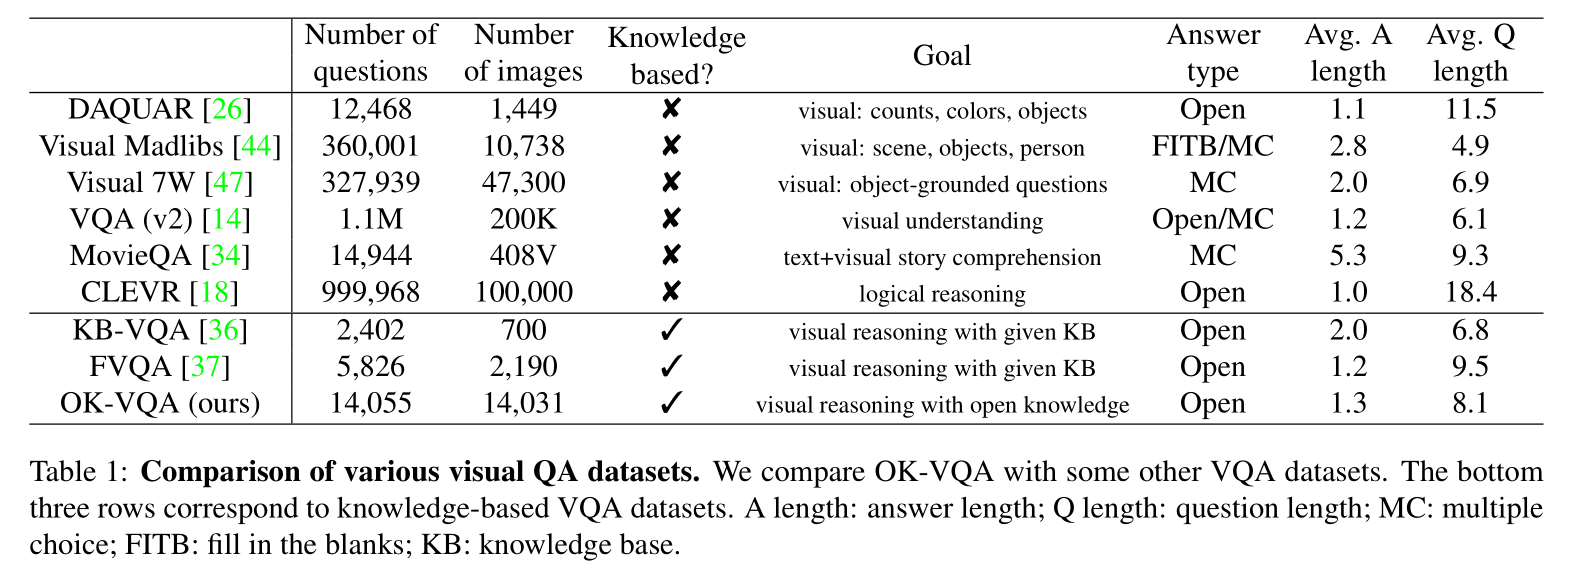 Number of questions Number of images Knowledge based? Goal Answer type Avg. A length Avg. Q length
DAQUAR [26] 12,468 1,449 ✘ visual: counts, colors, objects Open 1.1 11.5
Visual Madlibs [44] 360,001 10,738 ✘ visual: scene, objects, person FITB/MC 2.8 4.9
Visual 7W [47] 327,939 47,300 ✘ visual: object-grounded questions MC 2.0 6.9
VQA (v2) [14] 1.1M 200K ✘ visual understanding Open/MC 1.2 6.1
MovieQA [34] 14,944 408V ✘ text+visual story comprehension MC 5.3 9.3
CLEVR [18] 999,968 100,000 ✘ logical reasoning Open 1.0 18.4
KB-VQA [36] 2,402 700 ✓ visual reasoning with given KB Open 2.0 6.8
FVQA [37] 5,826 2,190 ✓ visual reasoning with given KB Open 1.2 9.5
OK-VQA (ours) 14,055 14,031 ✓ visual reasoning with open knowledge Open 1.3 8.1
Table 1: Comparison of various visual QA datasets. We compare OK-VQA with some other VQA datasets. The bottom
three rows correspond to knowledge-based VQA datasets. A length: answer length; Q length: question length; MC: multiple
choice; FITB: fill in the blanks; KB: knowledge base.